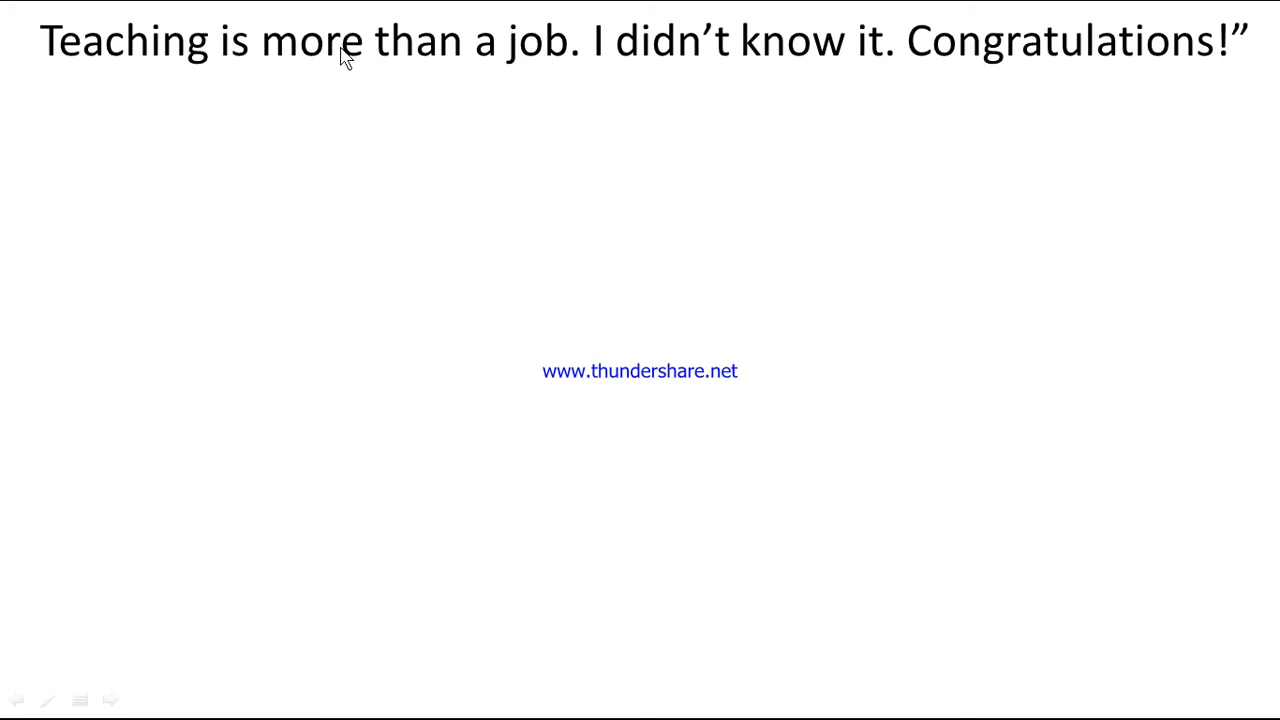 Teaching is more than a job. I didn’t know it. Congratulations!”
www.thundershare.net